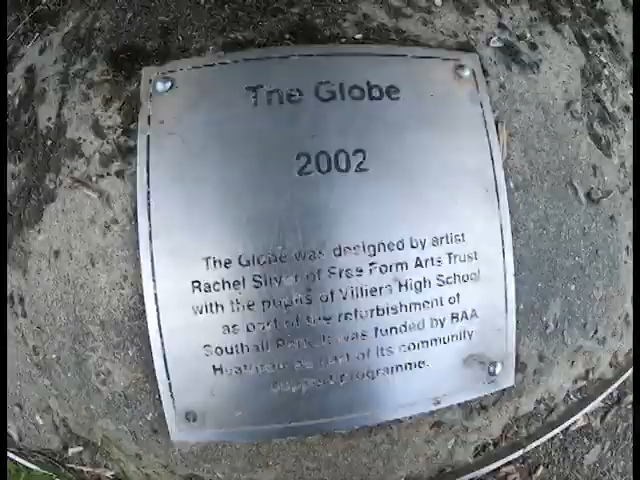 The Globe
2002
The Globe was designed by artist
Rachel Silver of Free Form Arts Trust
with the pupils of Villiers High School
as part of the refurbishment of
Southall Park. It was funded by BAA
Heathrow as part of its community
support programme.